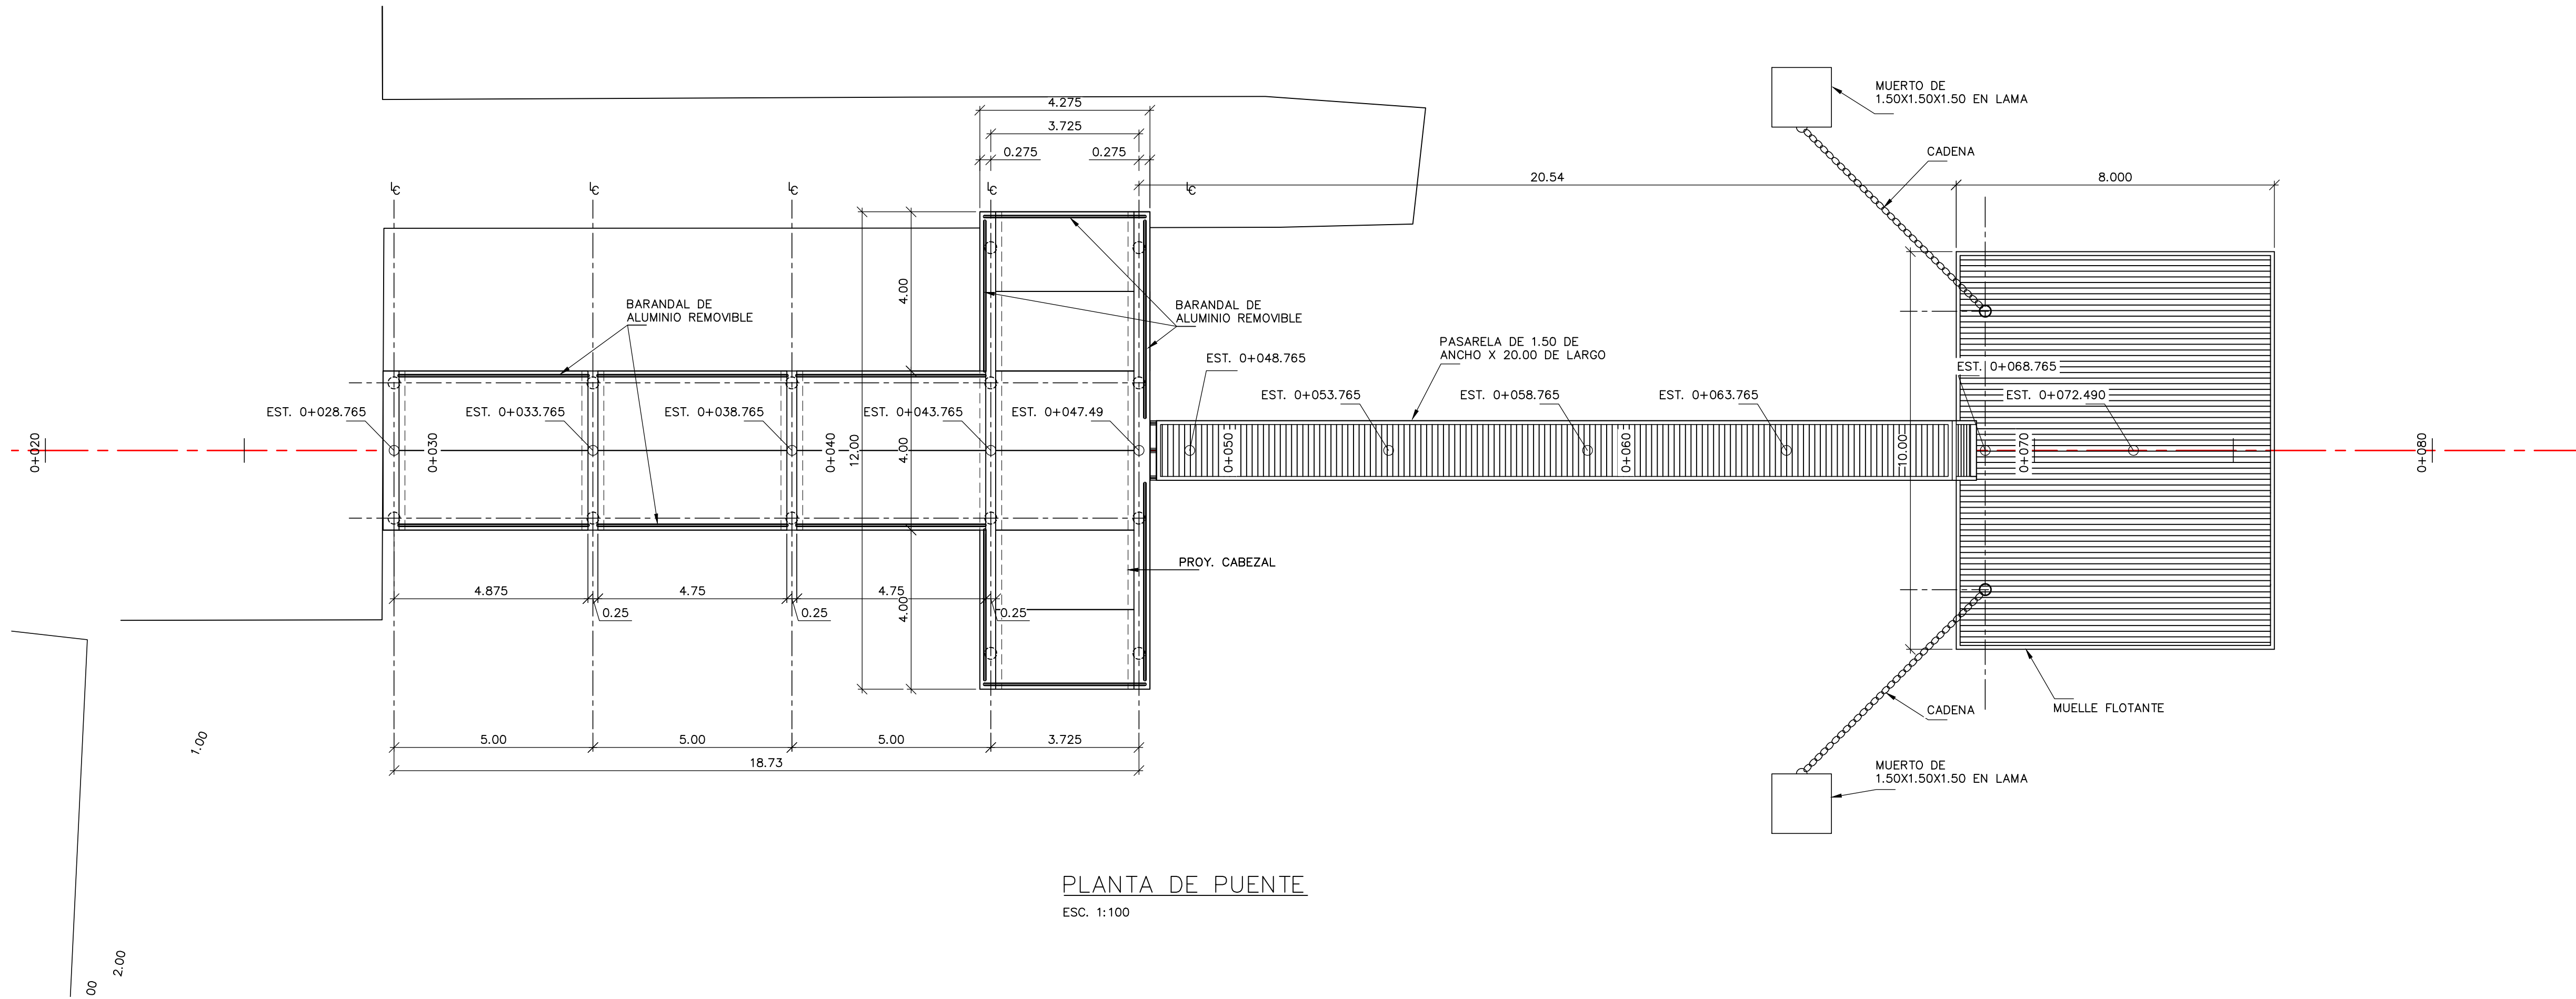 4.275
3.725
0.275
0.275
℄
℄
℄
℄
℄
20.54
8.000
MUERTO DE
1.50X1.50X1.50 EN LAMA
CADENA
BARANDAL DE
ALUMINIO REMOVIBLE
BARANDAL DE
ALUMINIO REMOVIBLE
4.00
PASARELA DE 1.50 DE
ANCHO X 20.00 DE LARGO
EST. 0+048.765
EST. 0+068.765
EST. 0+053.765
EST. 0+058.765
EST. 0+063.765
EST. 0+072.490
EST. 0+028.765
EST. 0+033.765
EST. 0+038.765
EST. 0+043.765
EST. 0+047.49
0+020
0+030
0+040
12.00
4.00
0+050
0+060
10.00
0+070
0+080
PROY. CABEZAL
4.875
4.75
4.75
4.00
0.25
0.25
0.25
CADENA
MUELLE FLOTANTE
5.00
5.00
5.00
3.725
18.73
1.00
MUERTO DE
1.50X1.50X1.50 EN LAMA
PLANTA DE PUENTE
ESC. 1:100
2.00
00